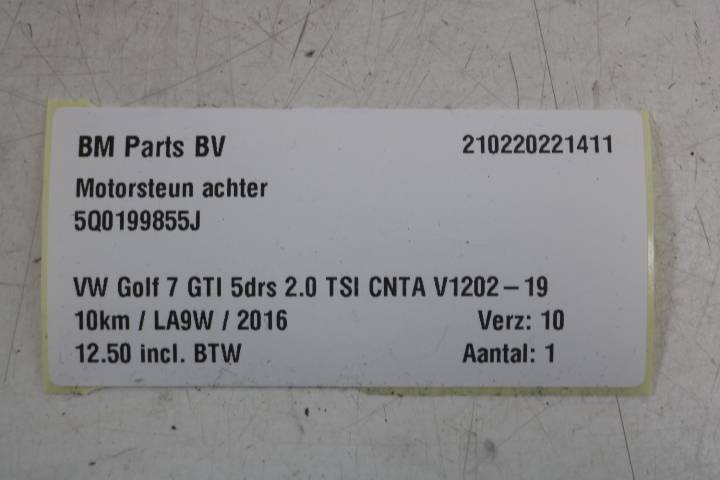 BM Parts BV 210220221411
Motorsteun achter
5Q0199855J
VW Golf 7 GTI 5drs 2.0 TSI CNTA V1202-19
10km / LA9W / 2016 Verz: 10
12.50 incl. BTW Aantal: 1